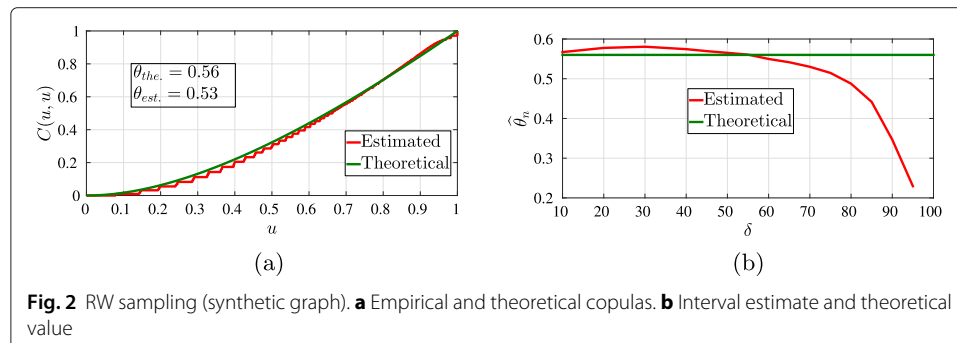 1
0.8
0.6
0.4
0.2
0
C(u, u)
θ_the. = 0.56
θ_est. = 0.53
Estimated
Theoretical
0 0.1 0.2 0.3 0.4 0.5 0.6 0.7 0.8 0.9 1
u
(a)
0.6
0.5
0.4
0.3
0.2
θ̂_n
Estimated
Theoretical
10 20 30 40 50 60 70 80 90 100
δ
(b)
Fig. 2 RW sampling (synthetic graph). a Empirical and theoretical copulas. b Interval estimate and theoretical
value